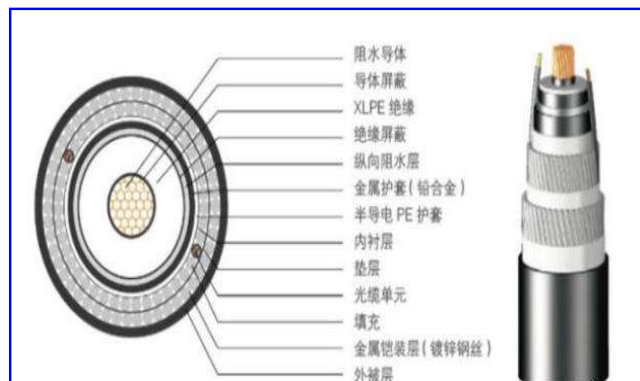 阻水导体
导体屏蔽
XLPE 绝缘
绝缘屏蔽
纵向阻水层
金属护套(铅合金)
半导电 PE 护套
内衬层
垫层
光缆单元
填充
金属铠装层(镀锌钢丝)
外被层